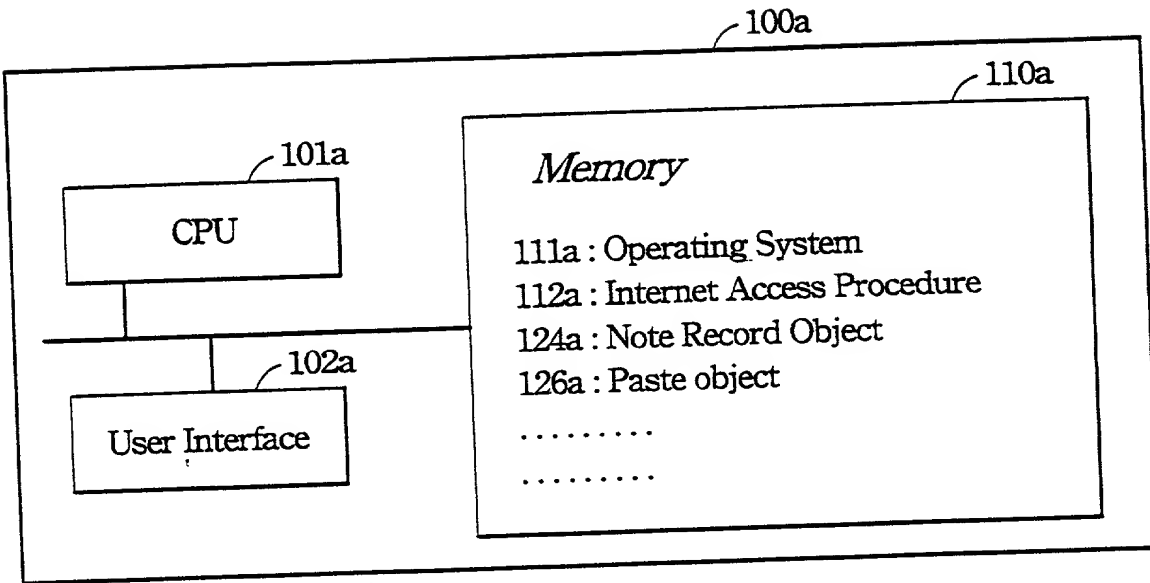 100a
110a
101a
CPU
102a
User Interface
Memory
111a : Operating System
112a : Internet Access Procedure
124a : Note Record Object
126a : Paste object
.........
.........